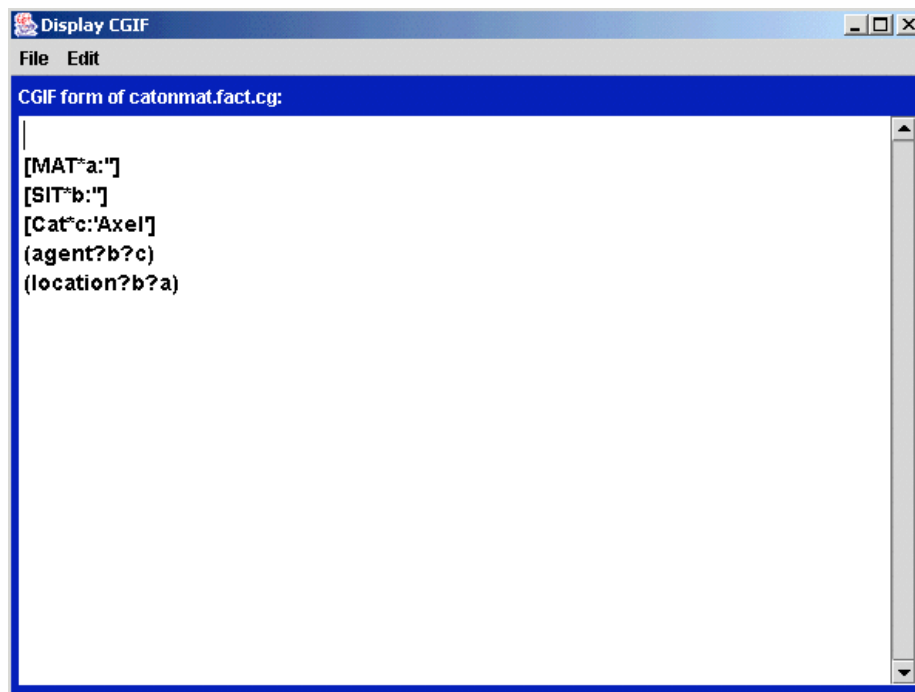 Display CGIF
File Edit
CGIF form of catonmat.fact.cg:
[MAT*a:'']
[SIT*b:'']
[Cat*c:'Axel']
(agent?b?c)
(location?b?a)